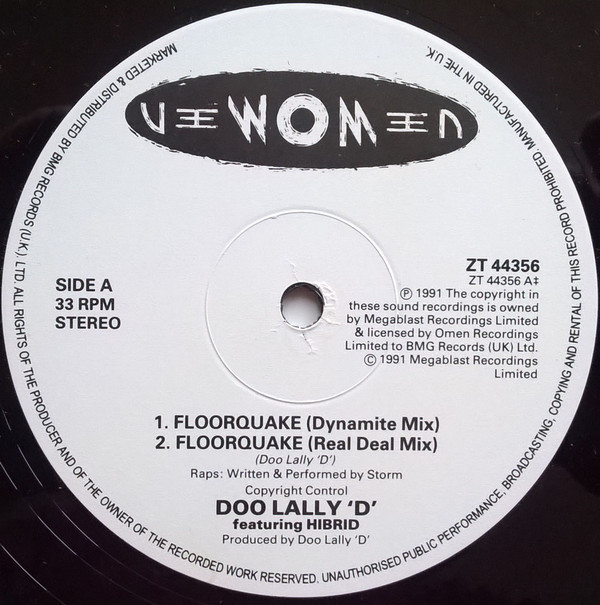 NEWOMEN
SIDE A
33 RPM
STEREO
ZT 44356
ZT 44356 A‡
Ⓟ 1991 The copyright in
these sound recordings is owned
by Megablast Recordings Limited
& licensed by Omen Recordings
Limited to BMG Records (UK) Ltd.
© 1991 Megablast Recordings
Limited
1. FLOORQUAKE (Dynamite Mix)
2. FLOORQUAKE (Real Deal Mix)
(Doo Lally 'D')
Raps: Written & Performed by Storm
Copyright Control
DOO LALLY 'D'
featuring HIBRID
Produced by Doo Lally 'D'
MARKETED & DISTRIBUTED BY BMG RECORDS (U.K.). LTD. ALL RIGHTS OF THE PRODUCER AND OF THE OWNER OF THE RECORDED WORK RESERVED. UNAUTHORISED PUBLIC PERFORMANCE, BROADCASTING, COPYING AND RENTAL OF THIS RECORD PROHIBITED. MANUFACTURED IN THE U.K.